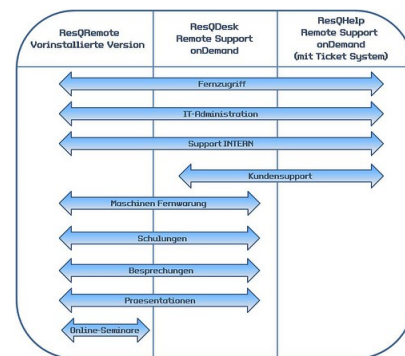 ResQRemote
Vorinstallierte Version
ResQDesk
Remote Support
onDemand
ResQHelp
Remote Support
onDemand
(mit Ticket System)
Fernzugriff
IT-Administration
Support INTERN
Kundensupport
Maschinen Fernwarung
Schulungen
Besprechungen
Praesentationen
Online-Seminare